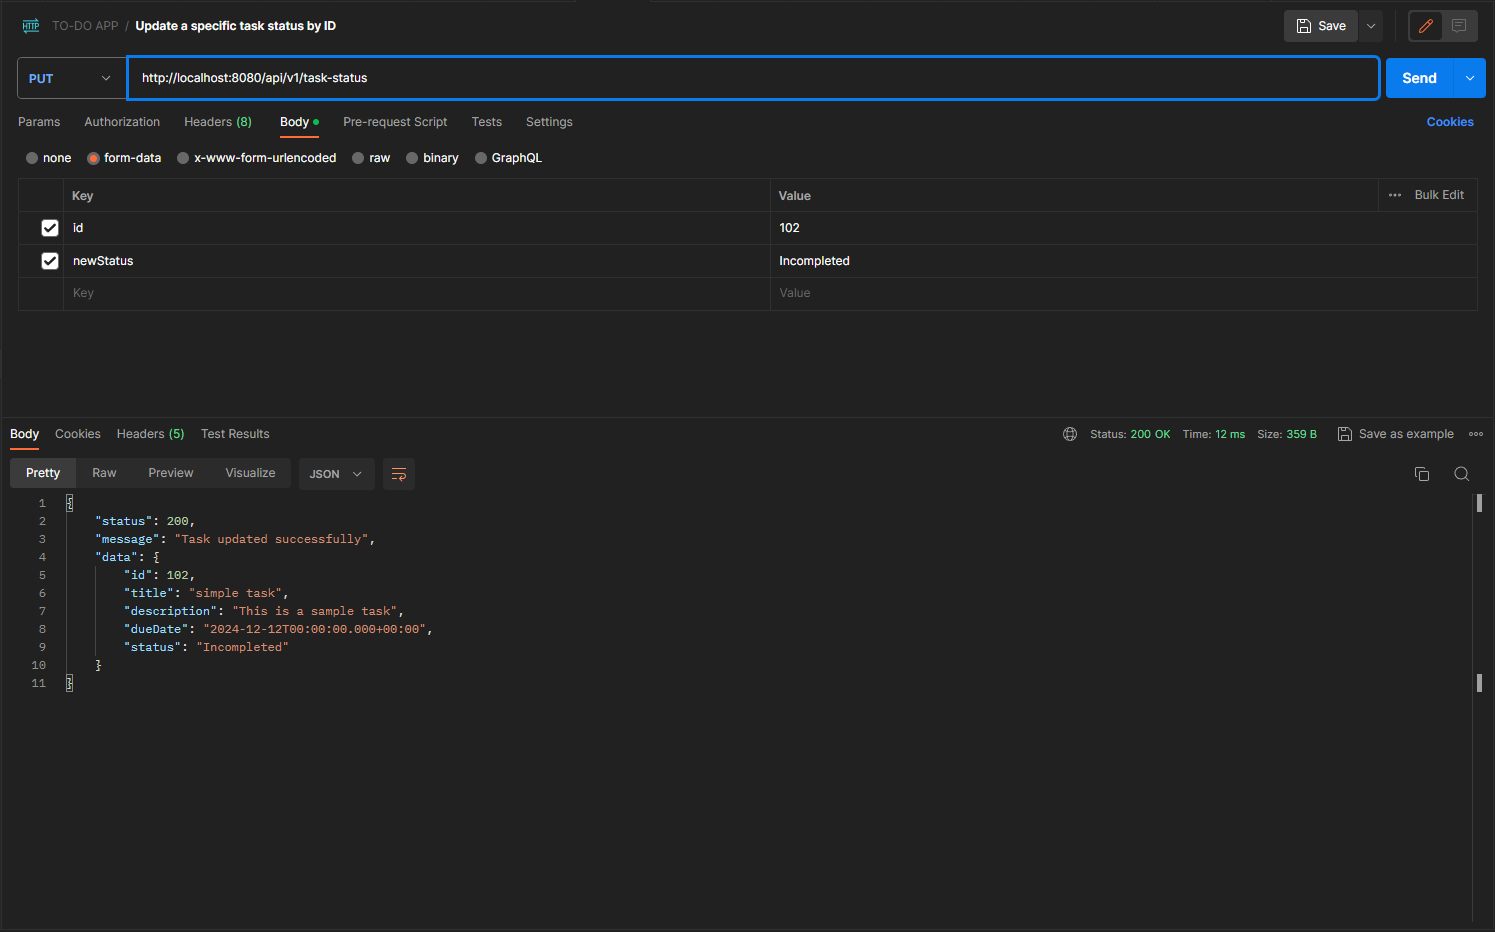 HTTP TO-DO APP / Update a specific task status by ID Save
PUT http://localhost:8080/api/v1/task-status Send
Params Authorization Headers (8) Body Pre-request Script Tests Settings Cookies
none form-data x-www-form-urlencoded raw binary GraphQL
Key Value Bulk Edit
id 102
newStatus Incompleted
Key Value
Body Cookies Headers (5) Test Results Status: 200 OK Time: 12 ms Size: 359 B Save as example
Pretty Raw Preview Visualize JSON
1 {
2 "status": 200,
3 "message": "Task updated successfully",
4 "data": {
5 "id": 102,
6 "title": "simple task",
7 "description": "This is a sample task",
8 "dueDate": "2024-12-12T00:00:00.000+00:00",
9 "status": "Incompleted"
10 }
11 }